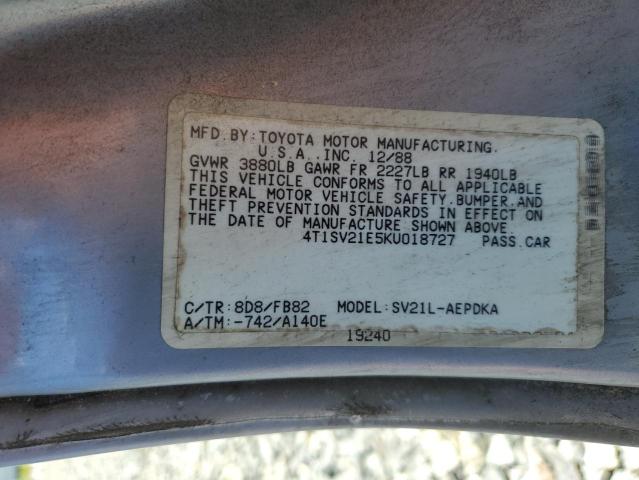 MFD.BY:TOYOTA MOTOR MANUFACTURING.
U.S.A.,INC. 12/88
GVWR 3880LB GAWR FR 2227LB RR 1940LB
THIS VEHICLE CONFORMS TO ALL APPLICABLE
FEDERAL MOTOR VEHICLE SAFETY.BUMPER.AND
THEFT PREVENTION STANDARDS IN EFFECT ON
THE DATE OF MANUFACTURE SHOWN ABOVE.
4T1SV21E5KU018727 PASS.CAR
C/TR:8D8/FB82 MODEL:SV21L-AEPDKA
A/TM:-742/A140E
19240